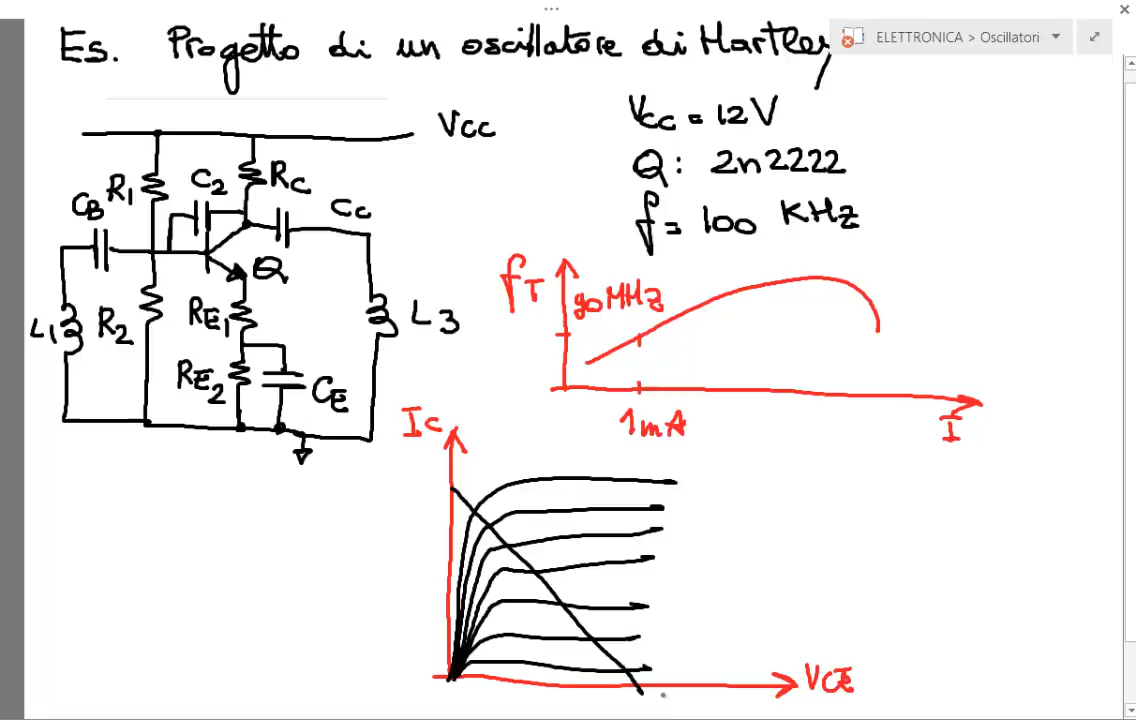 Es. Progetto di un oscillatore di Hartley
ELETTRONICA > Oscillatori
VCC
VCC = 12V
Q: 2n2222
f = 100 KHz
R1
C2
RC
CB
CC
Q
L1
R2
RE1
L3
RE2
CE
fT
90MHz
1mA
I
IC
VCE